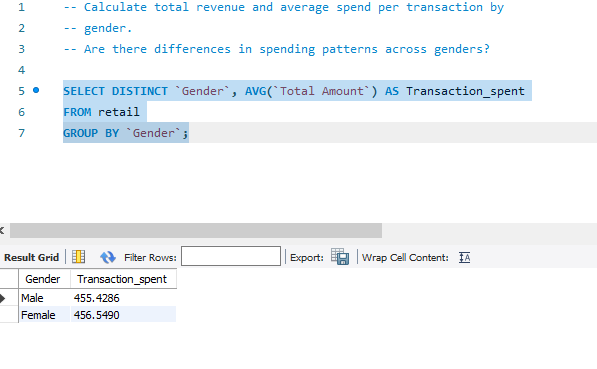 1 -- Calculate total revenue and average spend per transaction by
2 -- gender.
3 -- Are there differences in spending patterns across genders?
4
5 SELECT DISTINCT `Gender`, AVG(`Total Amount`) AS Transaction_spent
6 FROM retail
7 GROUP BY `Gender`;
Result Grid Filter Rows: Export: Wrap Cell Content:
Gender Transaction_spent
Male 455.4286
Female 456.5490